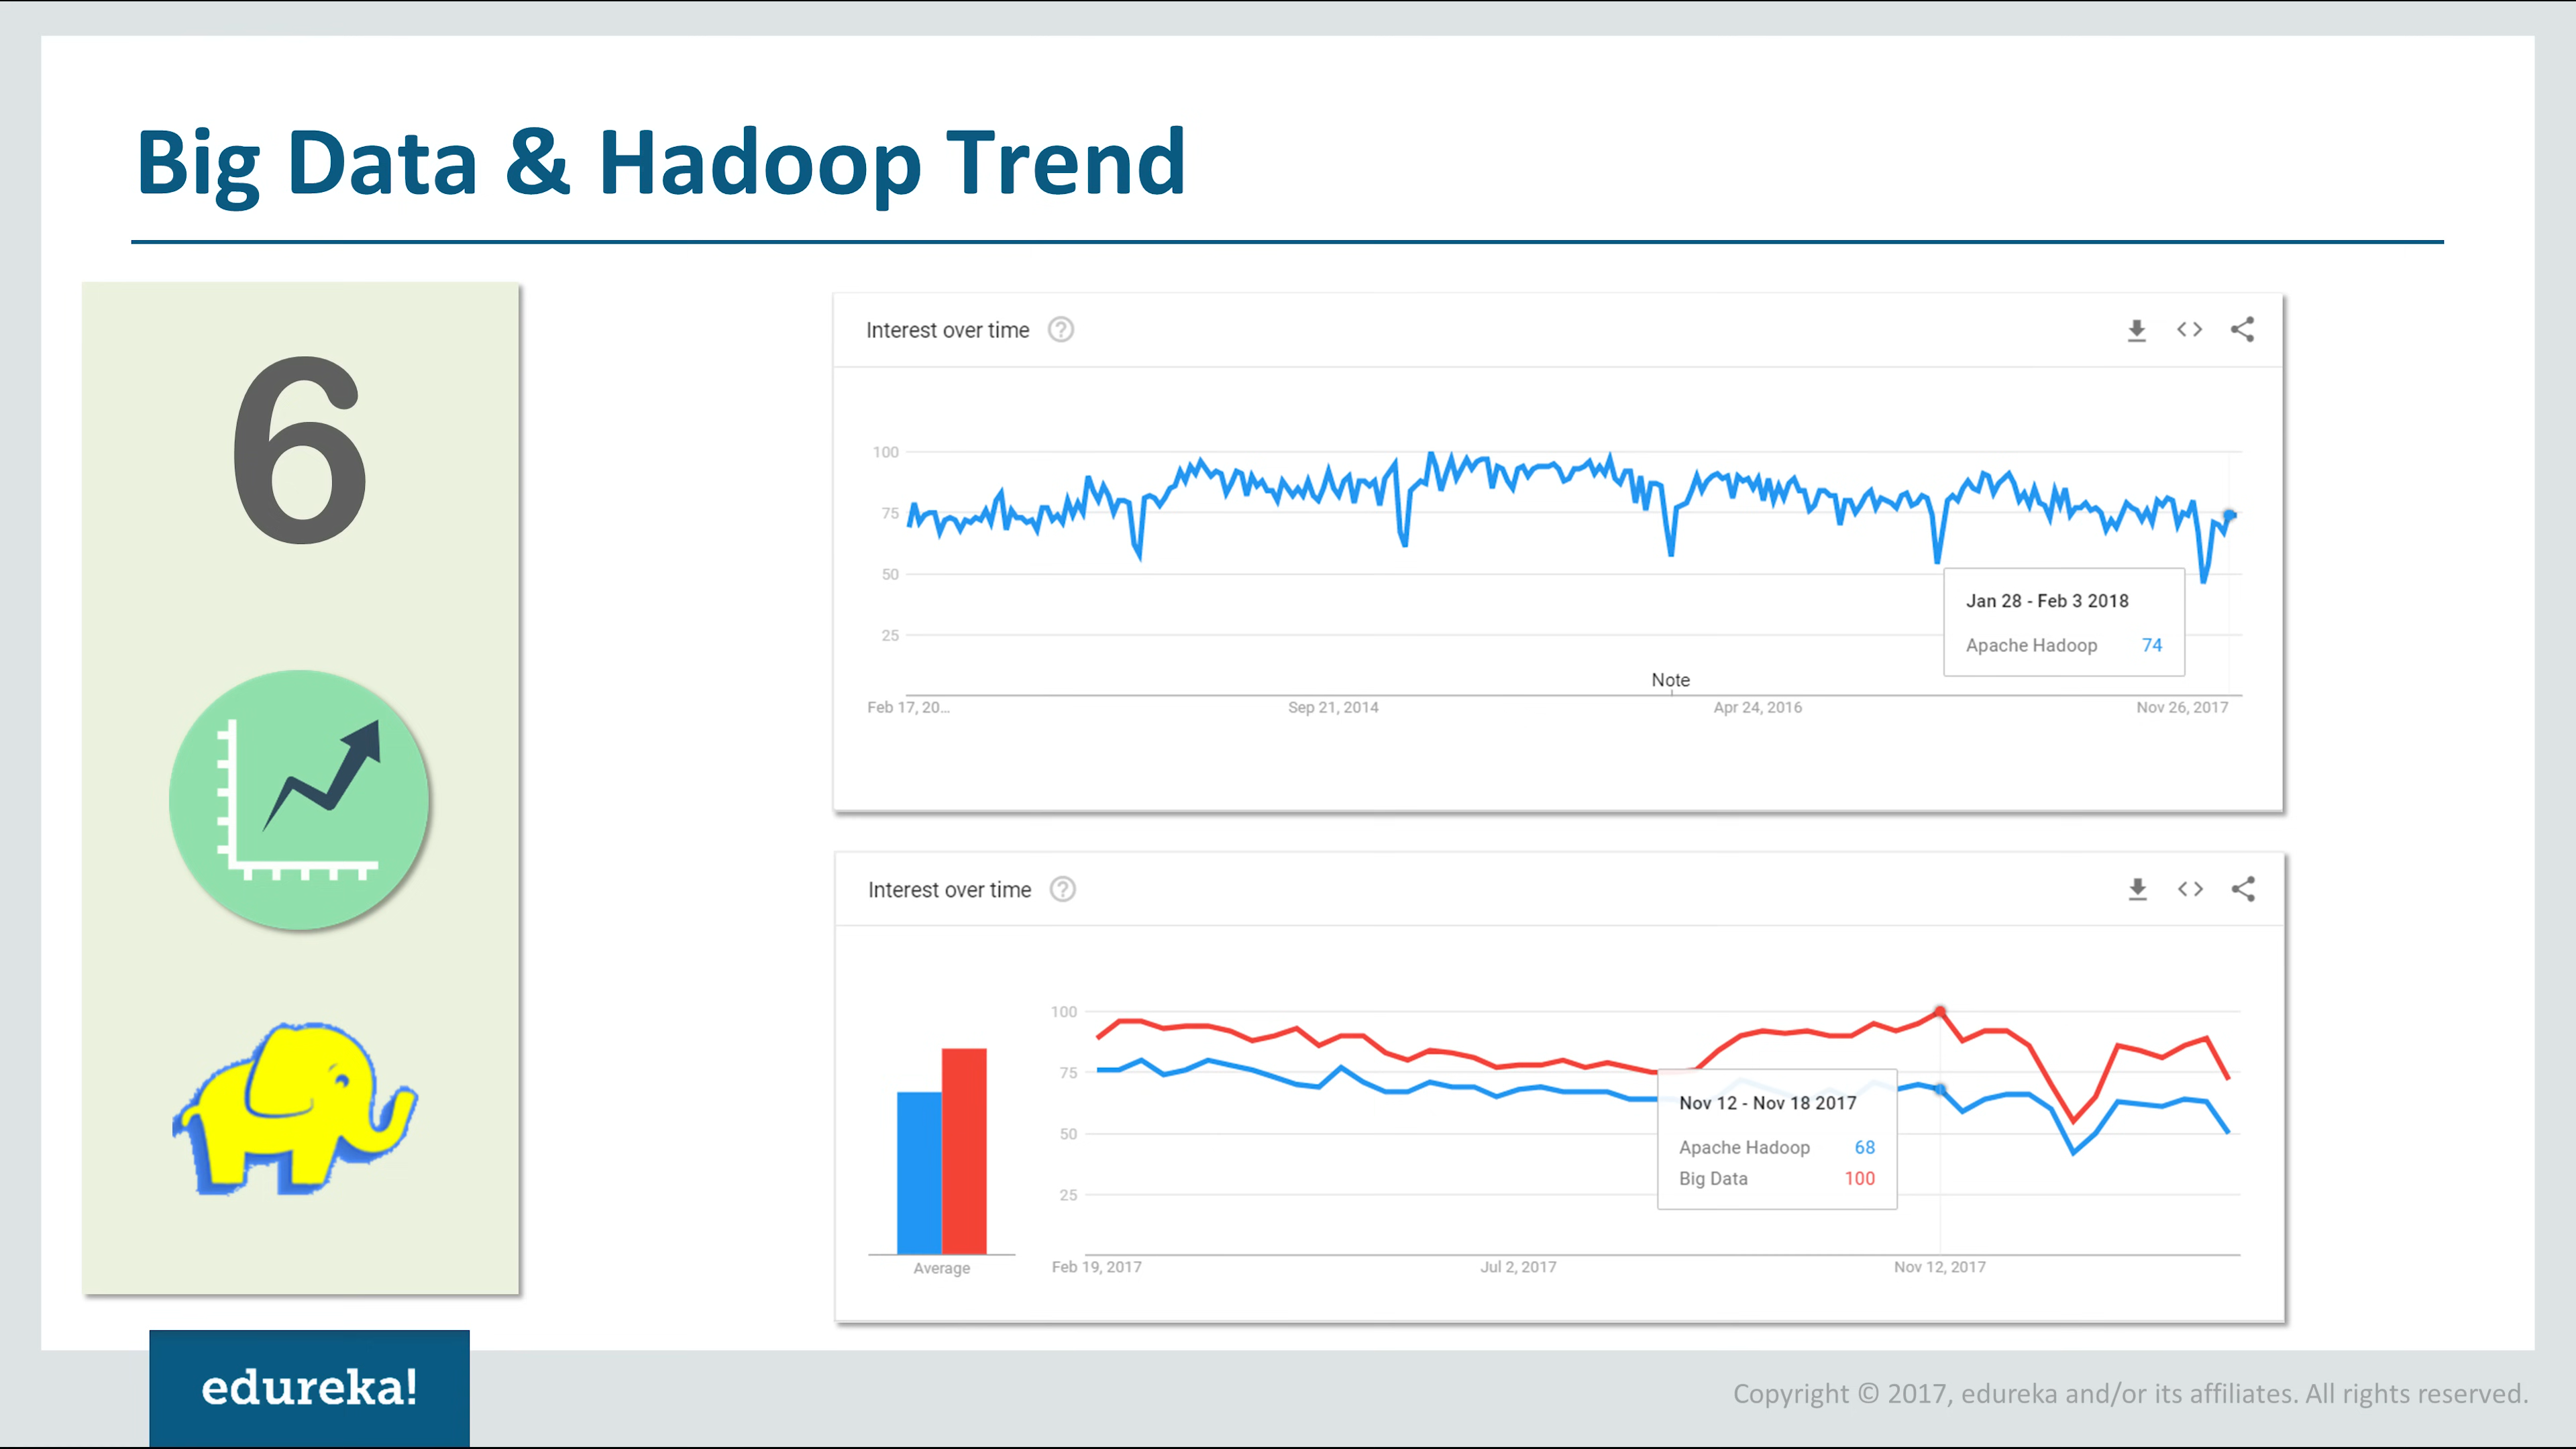 Big Data & Hadoop Trend
6
Interest over time
100
75
50
25
Jan 28 - Feb 3 2018
Apache Hadoop 74
Note
Feb 17, 20... Sep 21, 2014 Apr 24, 2016 Nov 26, 2017
Interest over time
100
75
50
25
Nov 12 - Nov 18 2017
Apache Hadoop 68
Big Data 100
Average Feb 19, 2017 Jul 2, 2017 Nov 12, 2017
edureka!
Copyright © 2017, edureka and/or its affiliates. All rights reserved.